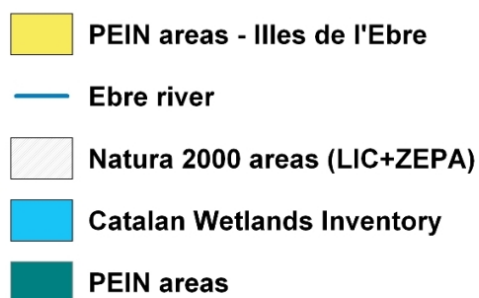 PEIN areas - Illes de l'Ebre
Ebre river
Natura 2000 areas (LIC+ZEPA)
Catalan Wetlands Inventory
PEIN areas